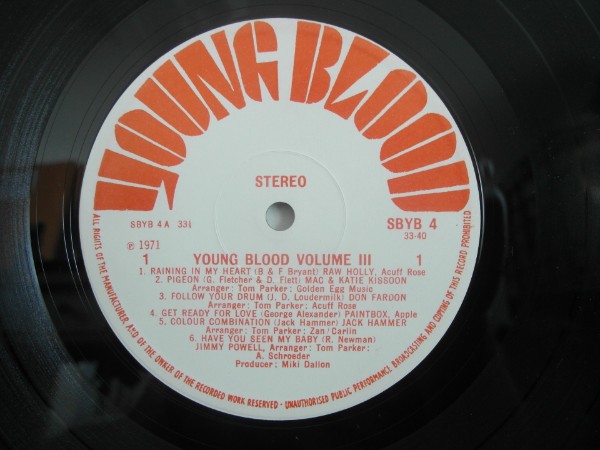 YOUNG BLOOD
STEREO
SBYB 4 A 33⅓
SBYB 4
33-40
℗ 1971
1 YOUNG BLOOD VOLUME III 1
1. RAINING IN MY HEART (B & F Bryant) RAW HOLLY, Acuff Rose
2. PIGEON (G. Fletcher & D. Flett) MAC & KATIE KISSOON
Arranger: Tom Parker: Golden Egg Music
3. FOLLOW YOUR DRUM (J. D. Loudermilk) DON FARDON
Arranger: Tom Parker: Acuff Rose
4. GET READY FOR LOVE (George Alexander) PAINTBOX, Apple
5. COLOUR COMBINATION (Jack Hammer) JACK HAMMER
Arranger: Tom Parker: Zan/Carlin
6. HAVE YOU SEEN MY BABY (R. Newman)
JIMMY POWELL, Arranger: Tom Parker:
A. Schroeder
Producer: Miki Dallon
ALL RIGHTS OF THE MANUFACTURER AND OF THE OWNER OF THE RECORDED WORK RESERVED - UNAUTHORISED PUBLIC PERFORMANCE, BROADCASTING AND COPYING OF THIS RECORD PROHIBITED